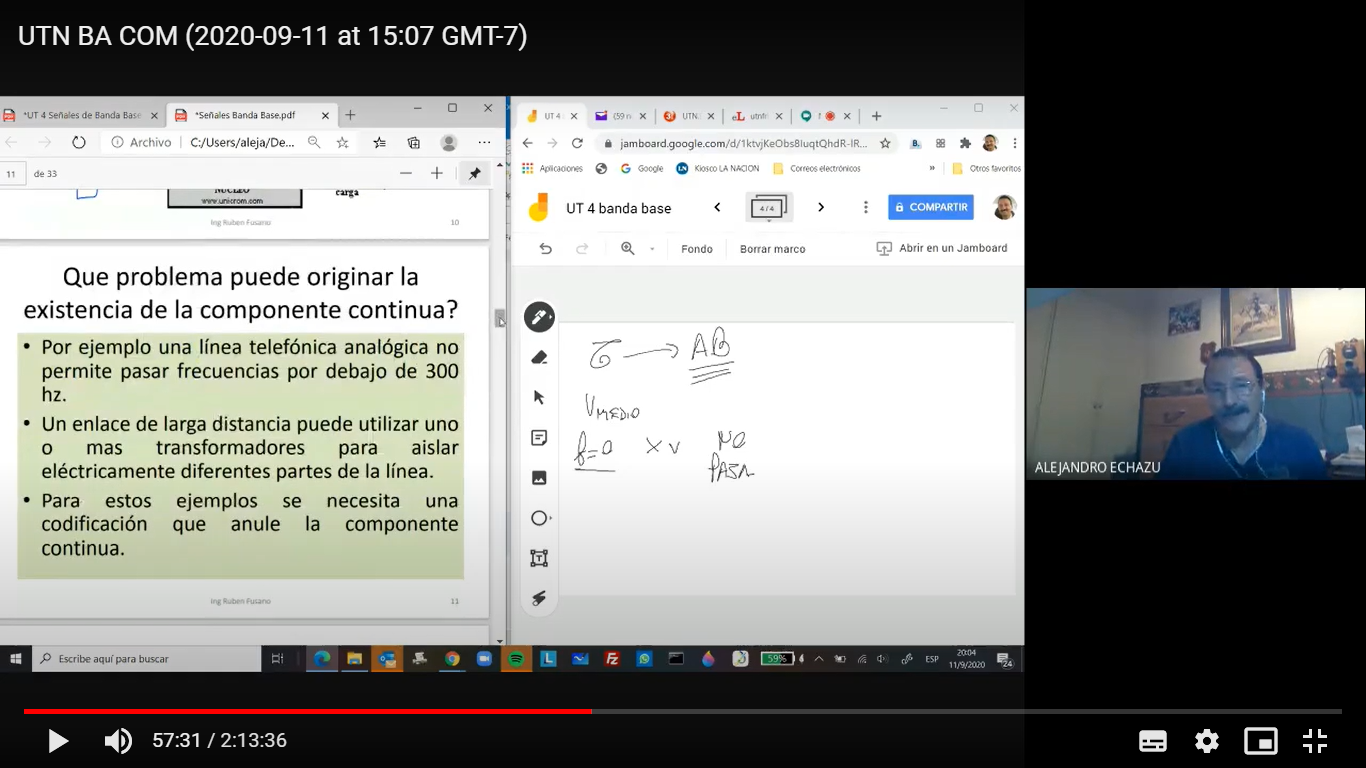 UTN BA COM (2020-09-11 at 15:07 GMT-7)
*UT 4 Señales de Banda Base
*Señales Banda Base.pdf
Archivo
C:/Users/aleja/De...
11 de 33
NUCLEO
www.unicrom.com
carga
Ing Ruben Fusano
10
Que problema puede originar la
existencia de la componente continua?
• Por ejemplo una línea telefónica analógica no
permite pasar frecuencias por debajo de 300
hz.
• Un enlace de larga distancia puede utilizar uno
o mas transformadores para aislar
eléctricamente diferentes partes de la línea.
• Para estos ejemplos se necesita una
codificación que anule la componente
continua.
Ing Ruben Fusano
11
UT 4
(59 n
UTN.
utnfr
jamboard.google.com/d/1ktvjKeObs8IuqtQhdR-lR...
Aplicaciones
Google
Kiosco LA NACION
Correos electrónicos
»
Otros favoritos
UT 4 banda base
4/4
COMPARTIR
Fondo
Borrar marco
Abrir en un Jamboard
AB
VMEDIO
f=0 X V NO
PASA
ALEJANDRO ECHAZU
Escribe aquí para buscar
59%
ESP
20:04
11/9/2020
24
57:31 / 2:13:36